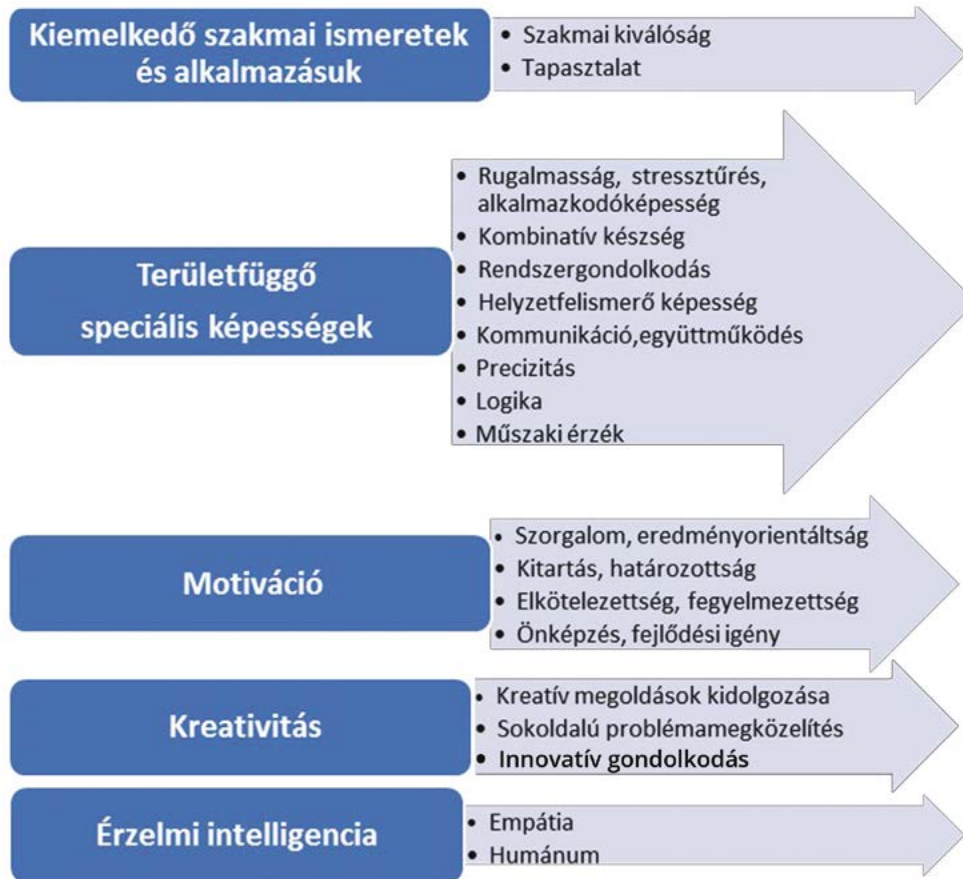 Kiemelkedő szakmai ismeretek
és alkalmazásuk
• Szakmai kiválóság
• Tapasztalat
Területfüggő
speciális képességek
• Rugalmasság, stressztűrés,
alkalmazkodóképesség
• Kombinatív készség
• Rendszergondolkodás
• Helyzetfelismerő képesség
• Kommunikáció,együttműködés
• Precizitás
• Logika
• Műszaki érzék
Motiváció
• Szorgalom, eredményorientáltság
• Kitartás, határozottság
• Elkötelezettség, fegyelmezettség
• Önképzés, fejlődési igény
Kreativitás
• Kreatív megoldások kidolgozása
• Sokoldalú problémamegközelítés
• Innovatív gondolkodás
Érzelmi intelligencia
• Empátia
• Humánum